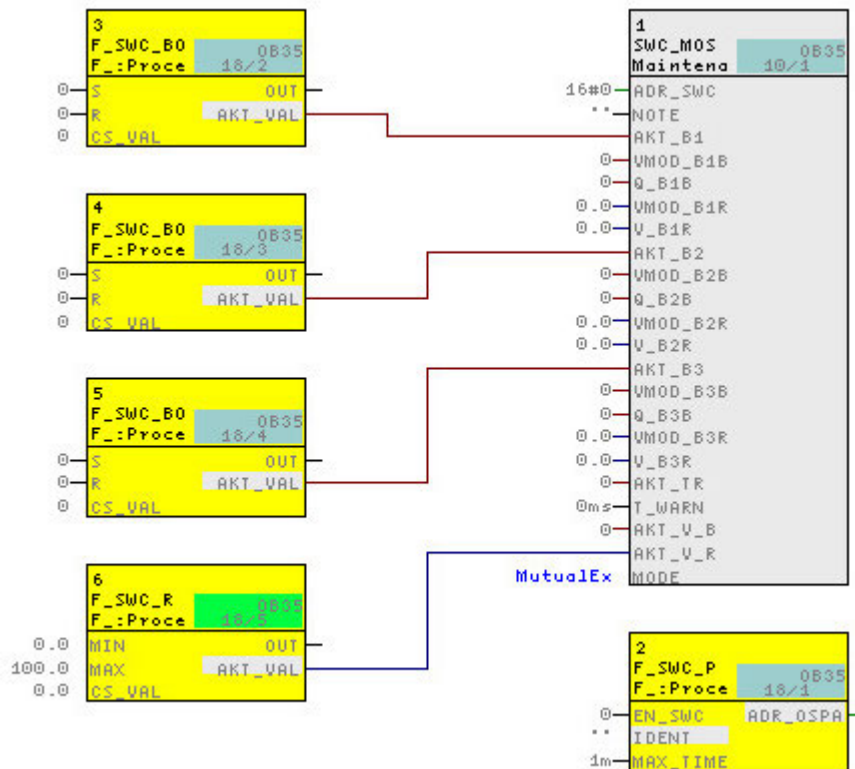 3
F_SWC_BO OB35
F_:Proce 18/2
0 S OUT
0 R AKT_VAL
0 CS_VAL
4
F_SWC_BO OB35
F_:Proce 18/3
0 S OUT
0 R AKT_VAL
0 CS_VAL
5
F_SWC_BO OB35
F_:Proce 18/4
0 S OUT
0 R AKT_VAL
0 CS_VAL
6
F_SWC_R OB35
F_:Proce 18/5
0.0 MIN OUT
100.0 MAX AKT_VAL
0.0 CS_VAL
1
SWC_MOS OB35
Maintena 10/1
16#0 ADR_SWC
'' NOTE
AKT_B1
0 VMOD_B1B
0 Q_B1B
0.0 VMOD_B1R
0.0 V_B1R
AKT_B2
0 VMOD_B2B
0 Q_B2B
0.0 VMOD_B2R
0.0 V_B2R
AKT_B3
0 VMOD_B3B
0 Q_B3B
0.0 VMOD_B3R
0.0 V_B3R
0 AKT_TR
0ms T_WARN
0 AKT_V_B
AKT_V_R
MutualEx MODE
2
F_SWC_P OB35
F_:Proce 18/1
0 EN_SWC ADR_OSPA
'' IDENT
1m MAX_TIME